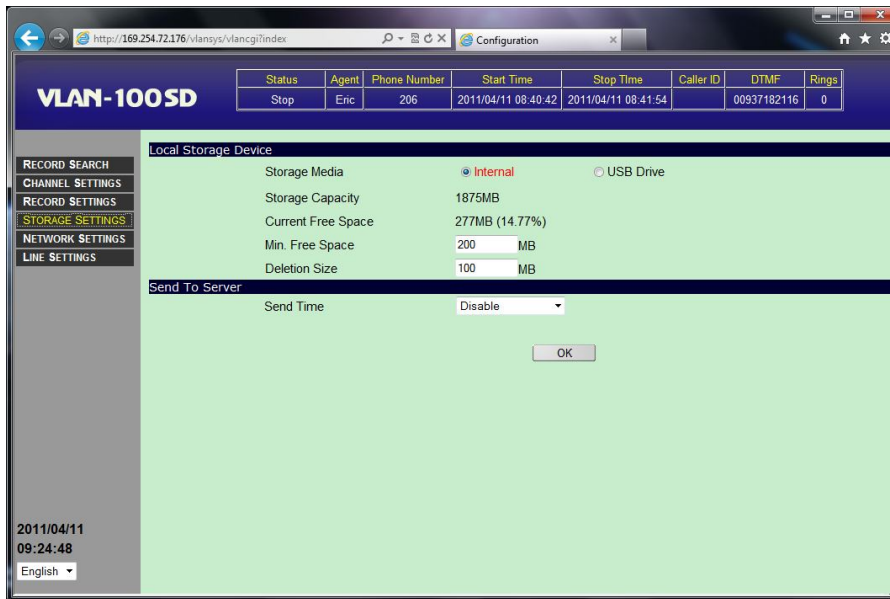 http://169.254.72.176/vlansys/vlancgi?index
Configuration
VLAN-100SD
Status Agent Phone Number Start Time Stop TIme Caller ID DTMF Rings
Stop Eric 206 2011/04/11 08:40:42 2011/04/11 08:41:54 00937182116 0
RECORD SEARCH
CHANNEL SETTINGS
RECORD SETTINGS
STORAGE SETTINGS
NETWORK SETTINGS
LINE SETTINGS
Local Storage Device
Storage Media Internal USB Drive
Storage Capacity 1875MB
Current Free Space 277MB (14.77%)
Min. Free Space 200 MB
Deletion Size 100 MB
Send To Server
Send Time Disable
OK
2011/04/11
09:24:48
English